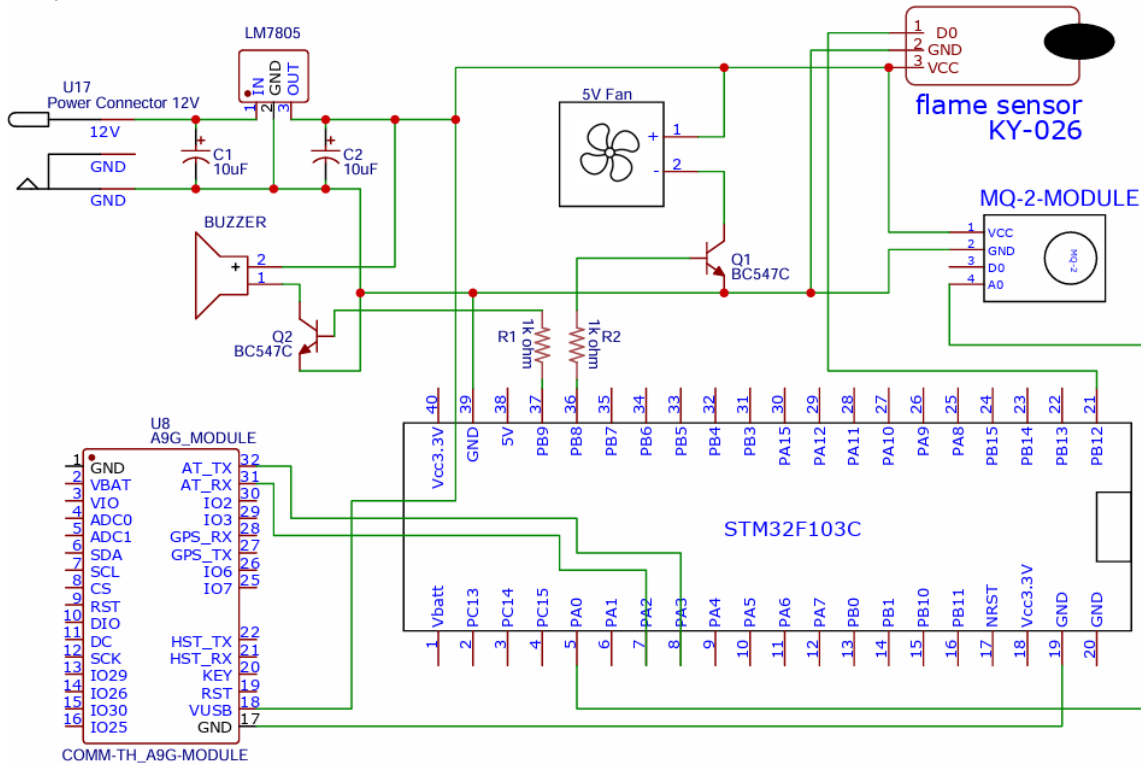 LM7805
IN
GND
OUT
1
2
3
U17
Power Connector 12V
12V
GND
GND
+
C1
10uF
+
C2
10uF
BUZZER
+
2
1
Q2
BC547C
5V Fan
+ 1
- 2
Q1
BC547C
R1
1k ohm
R2
1k ohm
1 D0
2 GND
3 VCC
flame sensor
KY-026
MQ-2-MODULE
1 VCC
2 GND
3 D0
4 A0
MQ-2
U8
A9G_MODULE
1 GND
2 VBAT
3 VIO
4 ADC0
5 ADC1
6 SDA
7 SCL
8 CS
9 RST
10 DIO
11 DC
12 SCK
13 IO29
14 IO26
15 IO30
16 IO25
AT_TX 32
AT_RX 31
IO2 30
IO3 29
GPS_RX 28
GPS_TX 27
IO6 26
IO7 25
HST_TX 22
HST_RX 21
KEY 20
RST 19
VUSB 18
GND 17
COMM-TH_A9G-MODULE
40 Vcc3.3V
39 GND
38 5V
37 PB9
36 PB8
35 PB7
34 PB6
33 PB5
32 PB4
31 PB3
30 PA15
29 PA12
28 PA11
27 PA10
26 PA9
25 PA8
24 PB15
23 PB14
22 PB13
21 PB12
STM32F103C
Vbatt 1
PC13 2
PC14 3
PC15 4
PA0 5
PA1 6
PA2 7
PA3 8
PA4 9
PA5 10
PA6 11
PA7 12
PB0 13
PB1 14
PB10 15
PB11 16
NRST 17
Vcc3.3V 18
GND 19
GND 20